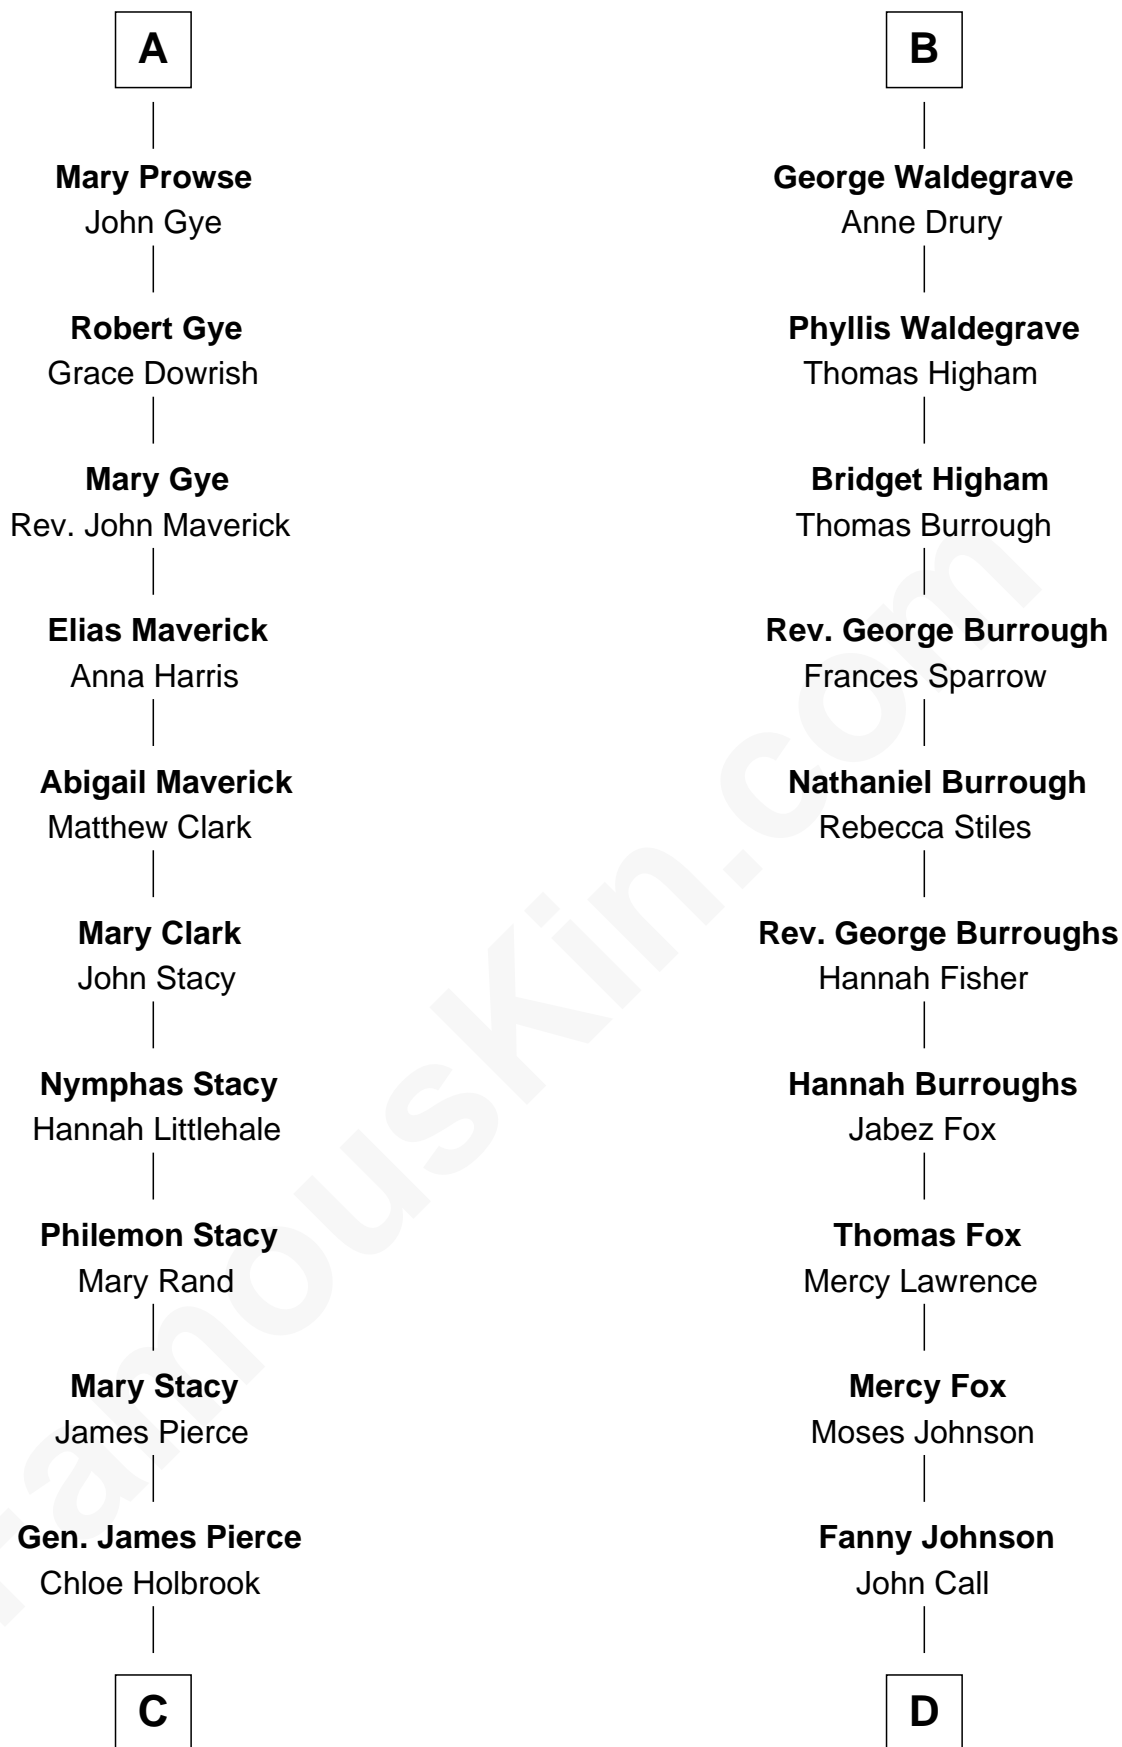 A
Mary Prowse
John Gye
Robert Gye
Grace Dowrish
Mary Gye
Rev. John Maverick
Elias Maverick
Anna Harris
Abigail Maverick
Matthew Clark
Mary Clark
John Stacy
Nymphas Stacy
Hannah Littlehale
Philemon Stacy
Mary Rand
Mary Stacy
James Pierce
Gen. James Pierce
Chloe Holbrook
C
B
George Waldegrave
Anne Drury
Phyllis Waldegrave
Thomas Higham
Bridget Higham
Thomas Burrough
Rev. George Burrough
Frances Sparrow
Nathaniel Burrough
Rebecca Stiles
Rev. George Burroughs
Hannah Fisher
Hannah Burroughs
Jabez Fox
Thomas Fox
Mercy Lawrence
Mercy Fox
Moses Johnson
Fanny Johnson
John Call
D
FamousKin.com